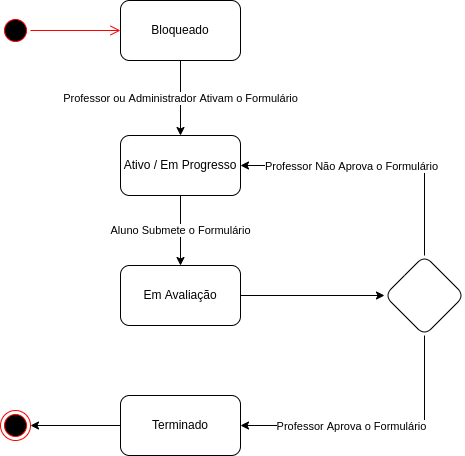 Bloqueado
Professor ou Administrador Ativam o Formulário
Ativo / Em Progresso
Professor Não Aprova o Formulário
Aluno Submete o Formulário
Em Avaliação
Terminado
Professor Aprova o Formulário